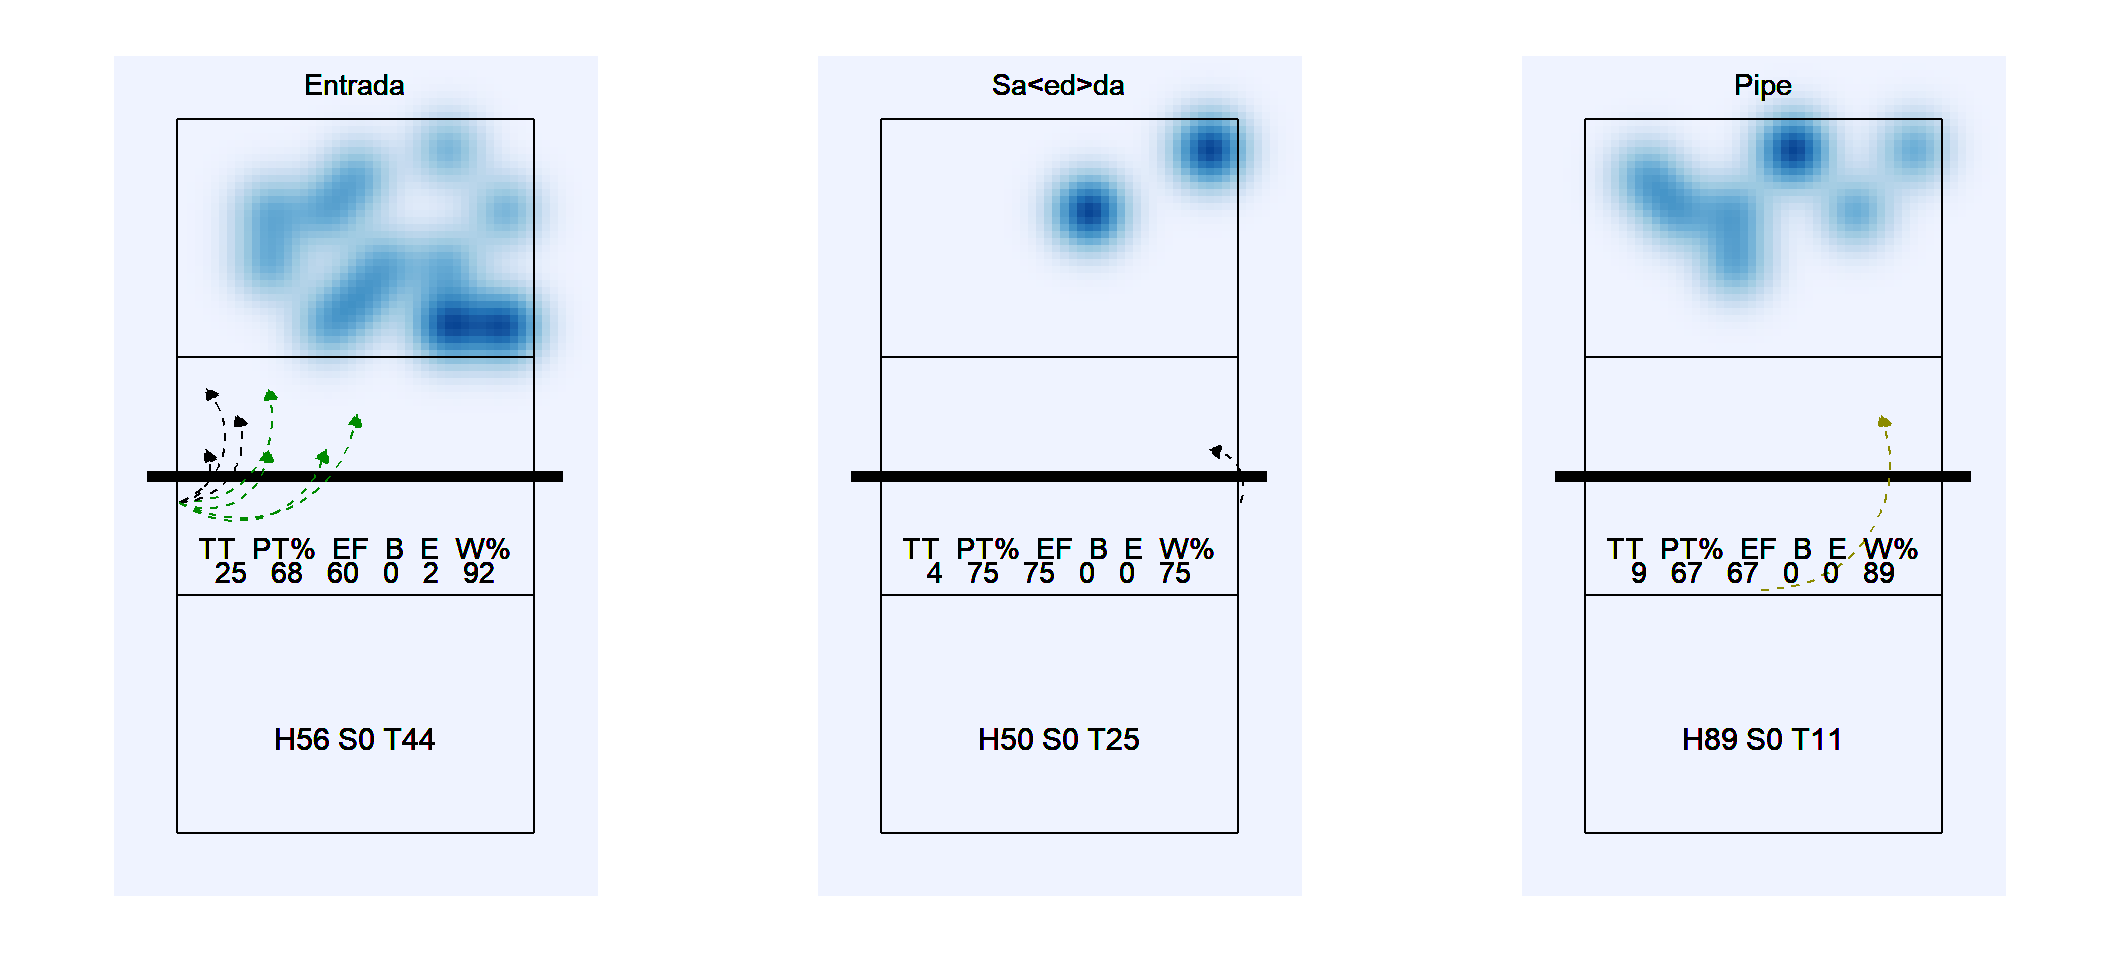 Entrada
TT PT% EF B E W%
25 68 60 0 2 92
H56 S0 T44
Sa<ed>da
TT PT% EF B E W%
4 75 75 0 0 75
H50 S0 T25
Pipe
TT PT% EF B E W%
9 67 67 0 0 89
H89 S0 T11